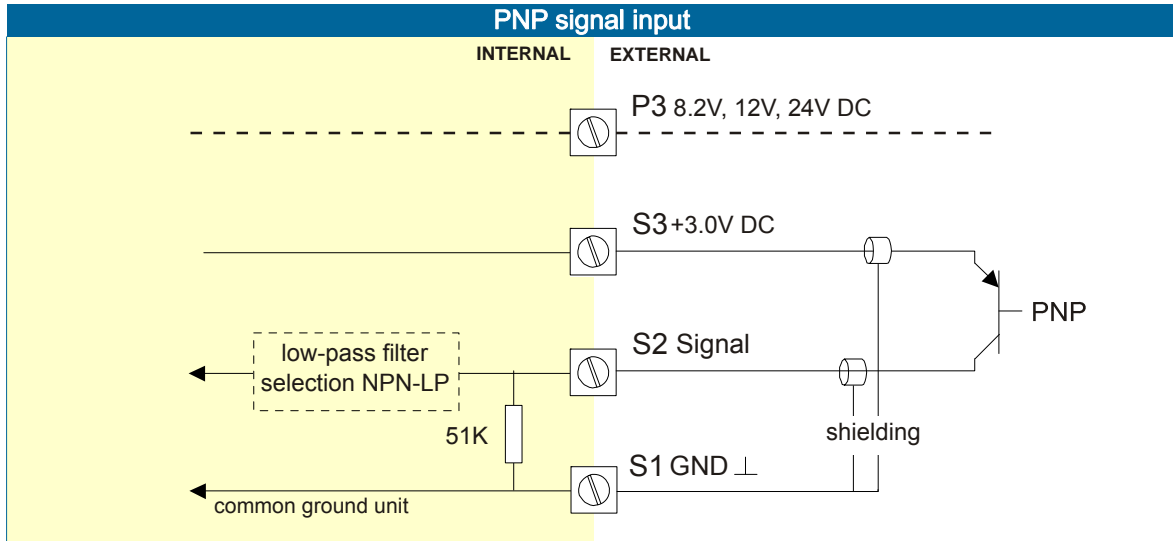 PNP signal input
INTERNAL EXTERNAL
P3 8.2V, 12V, 24V DC
S3 +3.0V DC
PNP
S2 Signal
low-pass filter
selection NPN-LP
51K
shielding
S1 GND ⊥
common ground unit